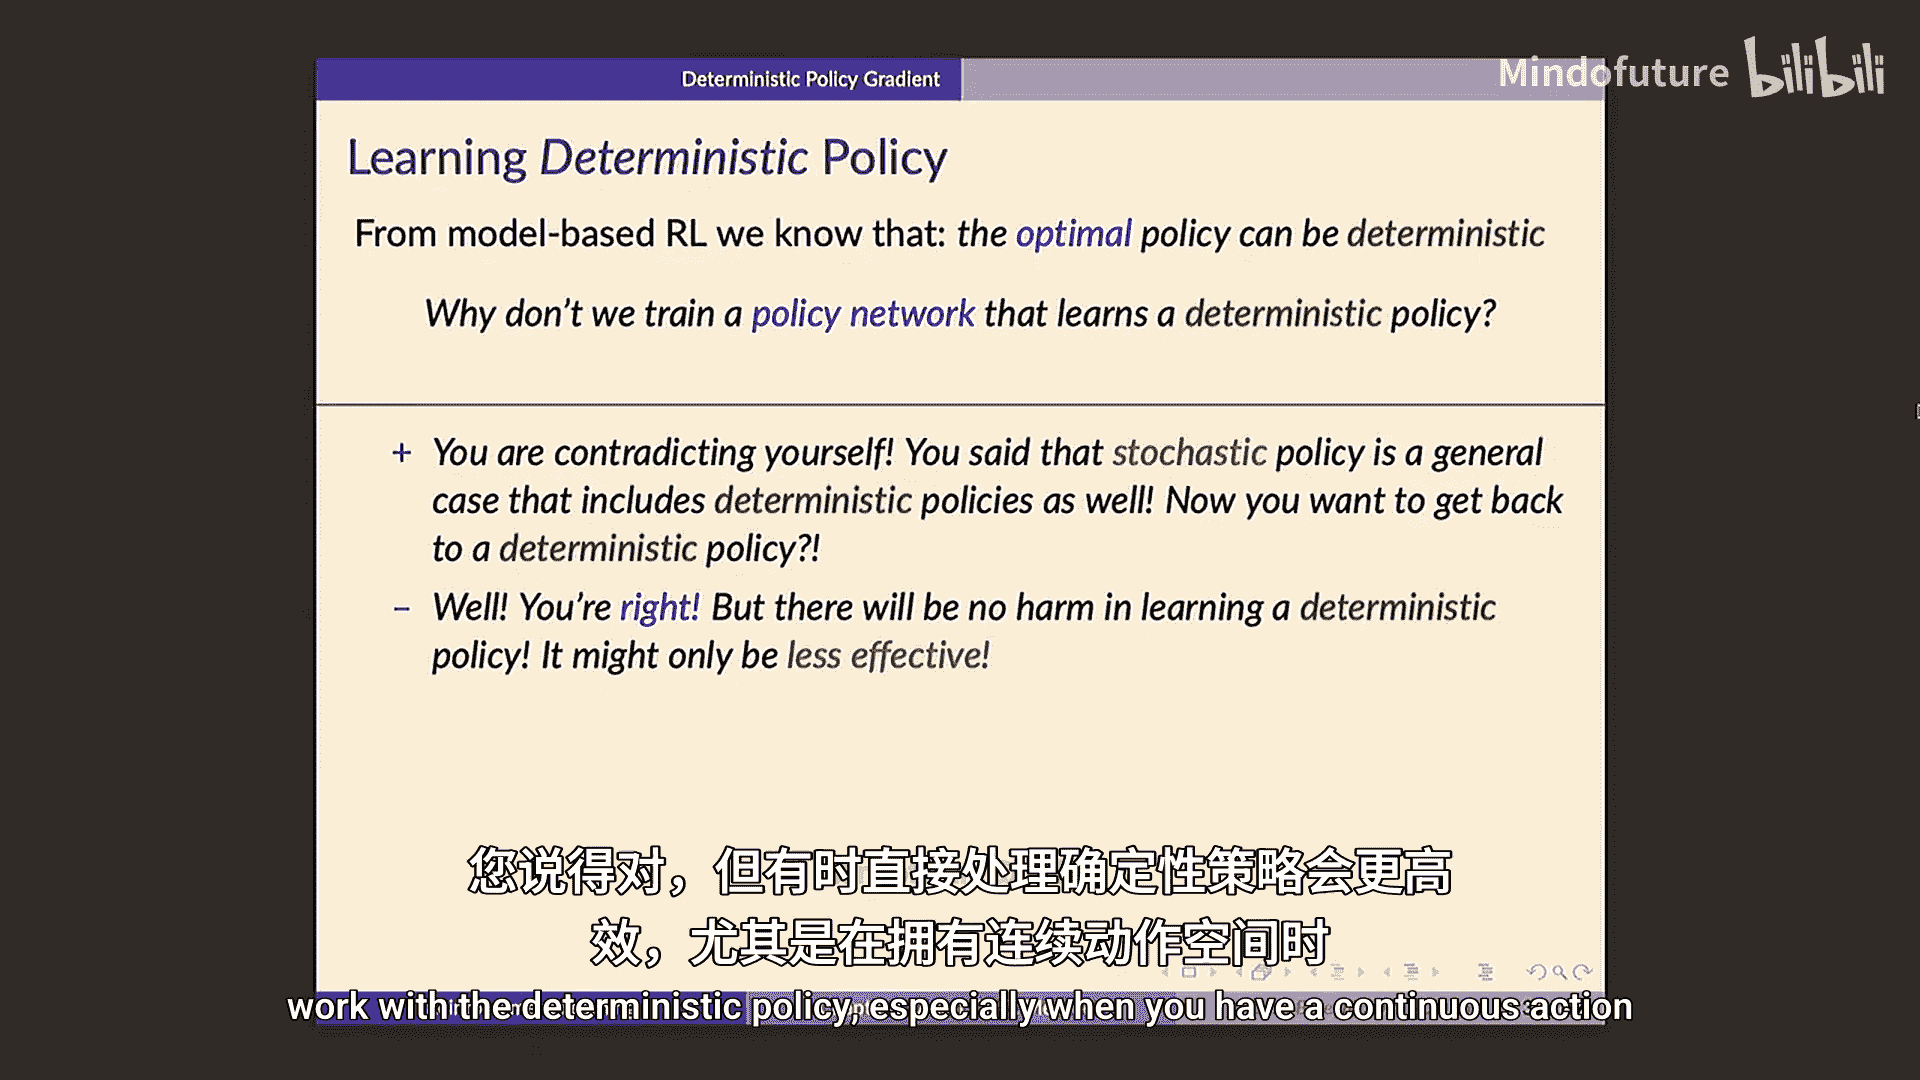 Deterministic Policy Gradient
Mindofuture bilibili
Learning Deterministic Policy
From model-based RL we know that: the optimal policy can be deterministic
Why don't we train a policy network that learns a deterministic policy?
+ You are contradicting yourself! You said that stochastic policy is a general
case that includes deterministic policies as well! Now you want to get back
to a deterministic policy?!
– Well! You're right! But there will be no harm in learning a deterministic
policy! It might only be less effective!
您说得对，但有时直接处理确定性策略会更高
效，尤其是在拥有连续动作空间时
work with the deterministic policy, especially when you have a continuous action